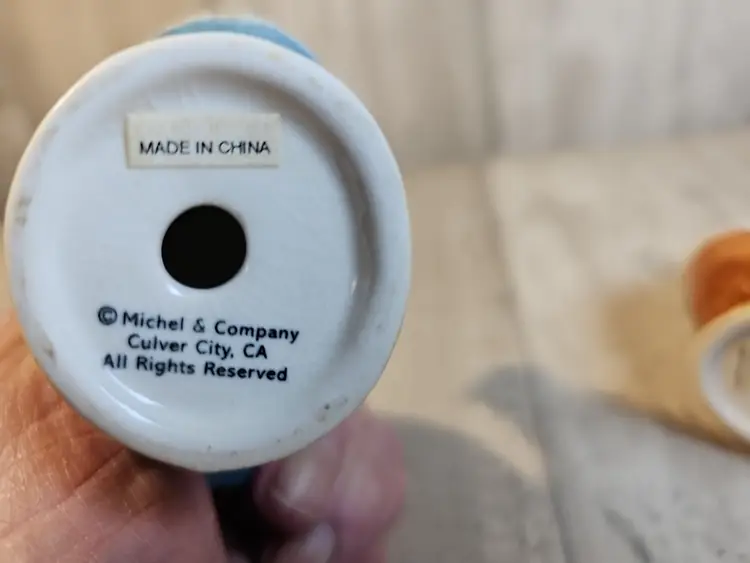 MADE IN CHINA
© Michel & Company
Culver City, CA
All Rights Reserved